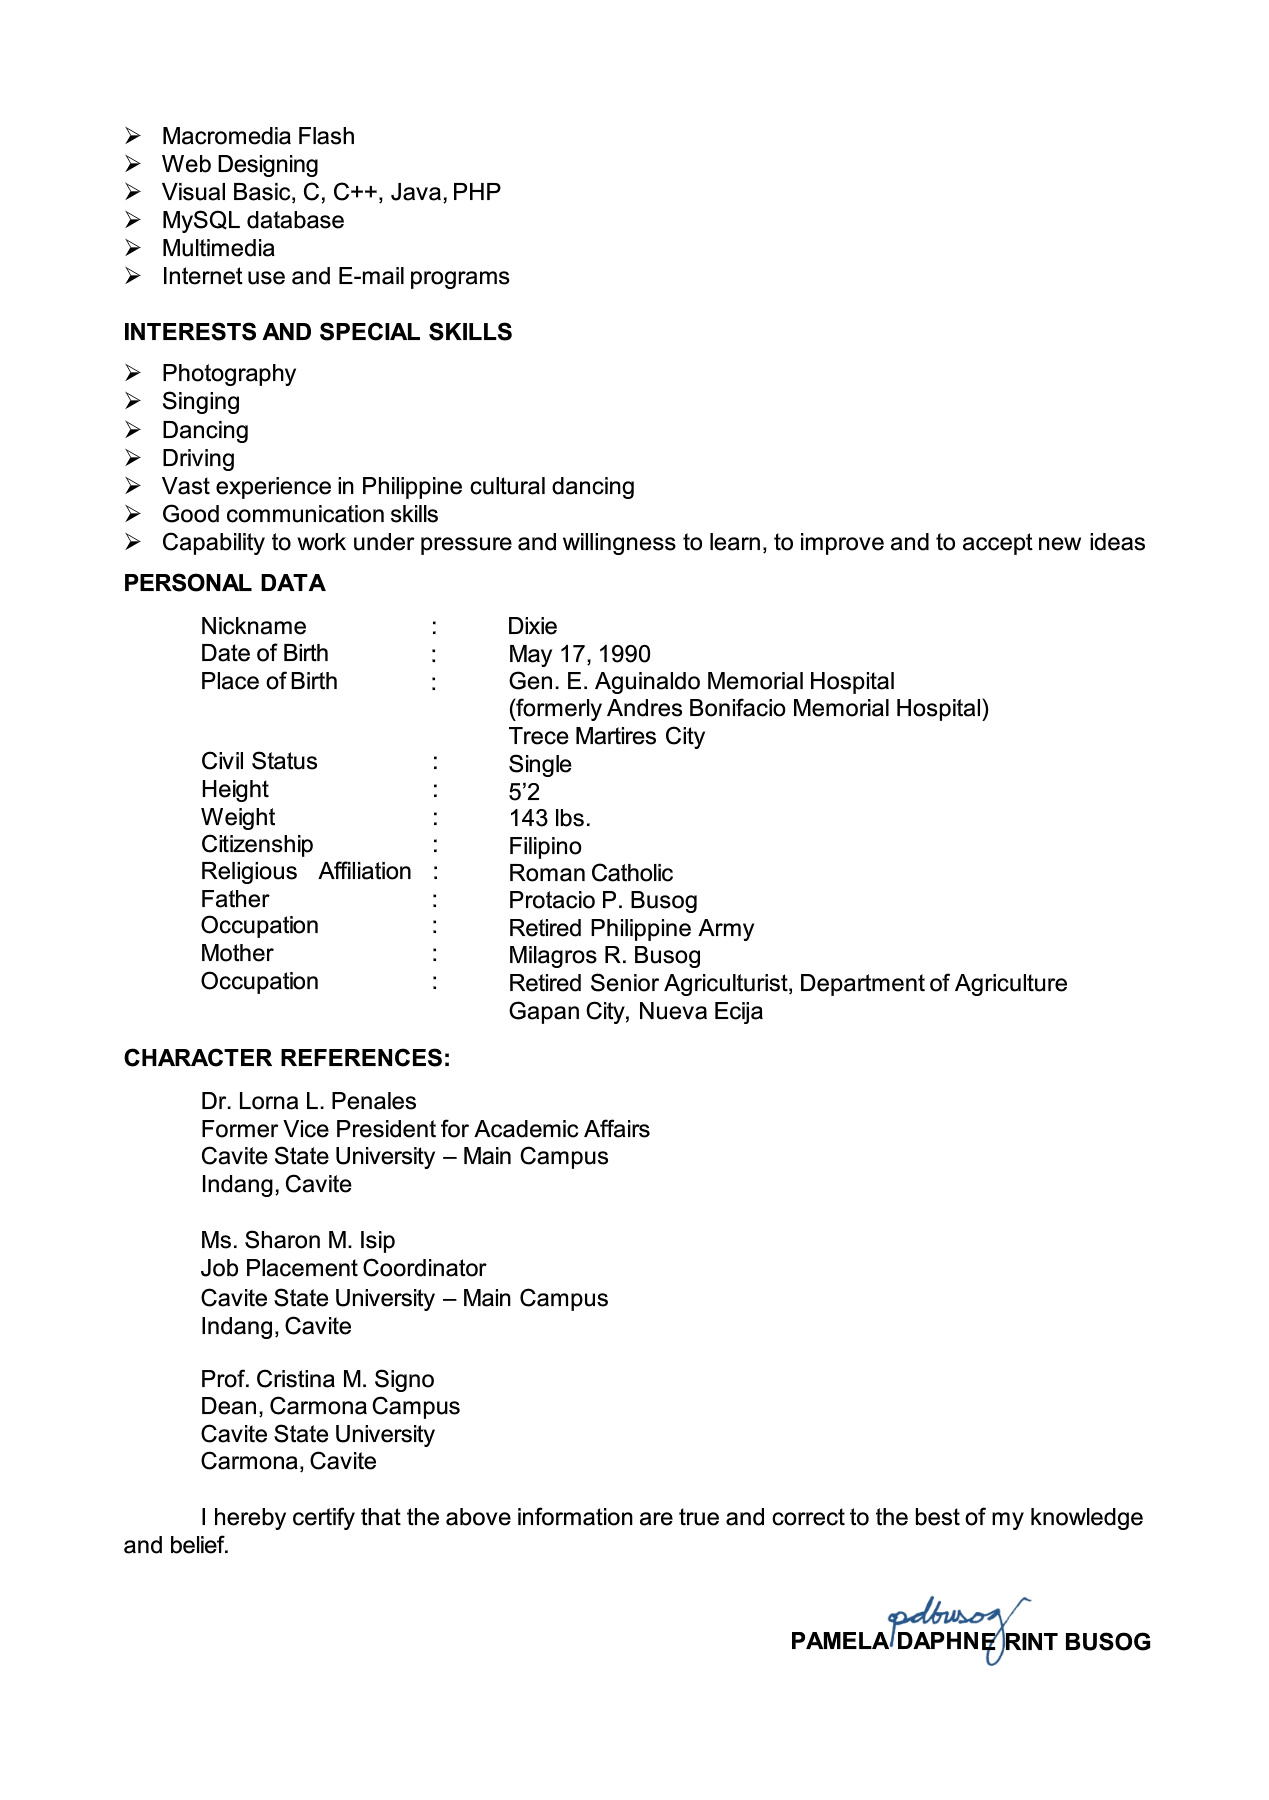 ➢ Macromedia Flash
➢ Web Designing
➢ Visual Basic, C, C++, Java, PHP
➢ MySQL database
➢ Multimedia
➢ Internet use and E-mail programs
INTERESTS AND SPECIAL SKILLS
➢ Photography
➢ Singing
➢ Dancing
➢ Driving
➢ Vast experience in Philippine cultural dancing
➢ Good communication skills
➢ Capability to work under pressure and willingness to learn, to improve and to accept new ideas
PERSONAL DATA
Nickname : Dixie
Date of Birth : May 17, 1990
Place of Birth : Gen. E. Aguinaldo Memorial Hospital
(formerly Andres Bonifacio Memorial Hospital)
Trece Martires City
Civil Status : Single
Height : 5’2
Weight : 143 lbs.
Citizenship : Filipino
Religious Affiliation : Roman Catholic
Father : Protacio P. Busog
Occupation : Retired Philippine Army
Mother : Milagros R. Busog
Occupation : Retired Senior Agriculturist, Department of Agriculture
Gapan City, Nueva Ecija
CHARACTER REFERENCES:
Dr. Lorna L. Penales
Former Vice President for Academic Affairs
Cavite State University – Main Campus
Indang, Cavite
Ms. Sharon M. Isip
Job Placement Coordinator
Cavite State University – Main Campus
Indang, Cavite
Prof. Cristina M. Signo
Dean, Carmona Campus
Cavite State University
Carmona, Cavite
I hereby certify that the above information are true and correct to the best of my knowledge
and belief.
pdbusog
PAMELA DAPHNE RINT BUSOG